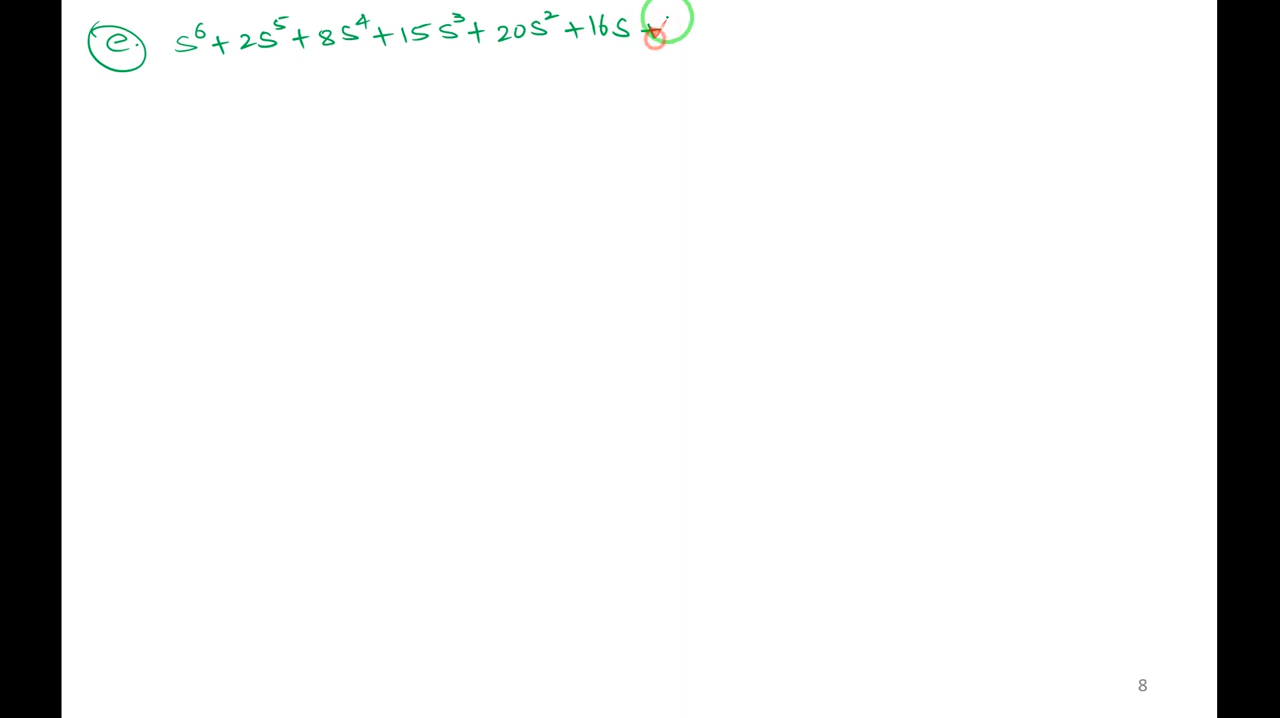 e. s⁶ + 2s⁵ + 8s⁴ + 15s³ + 20s² + 16s +
8